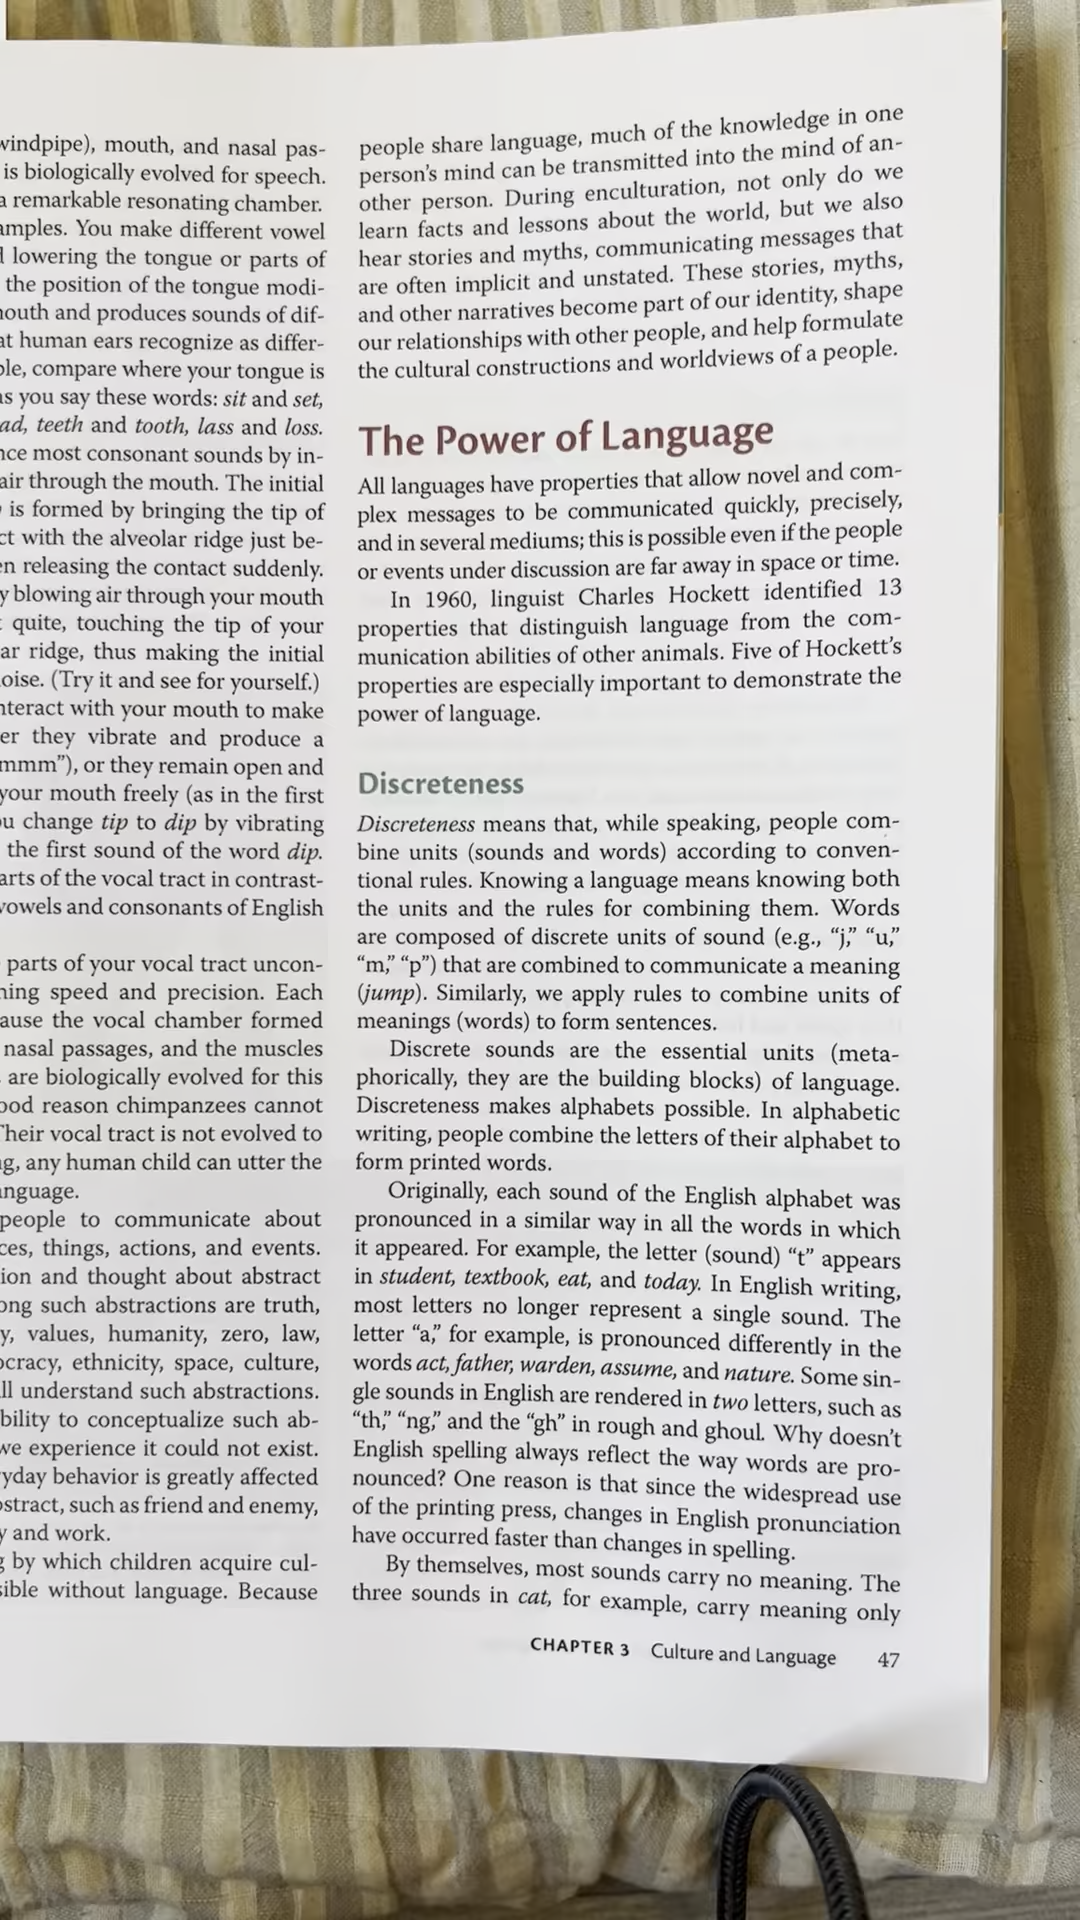 windpipe), mouth, and nasal pas-
is biologically evolved for speech.
a remarkable resonating chamber.
You make different vowel
lowering the tongue or parts of
the position of the tongue modi-
and produces sounds of dif-
at human ears recognize as differ-
compare where your tongue is
as you say these words: sit and set,
teeth and tooth, lass and loss.
most consonant sounds by in-
air through the mouth. The initial
is formed by bringing the tip of
with the alveolar ridge just be-
releasing the contact suddenly.
blowing air through your mouth
quite, touching the tip of your
ridge, thus making the initial
(Try it and see for yourself.)
with your mouth to make
they vibrate and produce a
mmm”), or they remain open and
your mouth freely (as in the first
change tip to dip by vibrating
the first sound of the word dip.
of the vocal tract in contrast-
vowels and consonants of English
parts of your vocal tract uncon-
speed and precision. Each
the vocal chamber formed
nasal passages, and the muscles
are biologically evolved for this
reason chimpanzees cannot
Their vocal tract is not evolved to
any human child can utter the
people to communicate about
things, actions, and events.
and thought about abstract
such abstractions are truth,
values, humanity, zero, law,
ethnicity, space, culture,
understand such abstractions.
to conceptualize such ab-
we experience it could not exist.
behavior is greatly affected
such as friend and enemy,
and work.
by which children acquire cul-
without language. Because
people share language, much of the knowledge in one
person’s mind can be transmitted into the mind of an-
other person. During enculturation, not only do we
learn facts and lessons about the world, but we also
hear stories and myths, communicating messages that
are often implicit and unstated. These stories, myths,
and other narratives become part of our identity, shape
our relationships with other people, and help formulate
the cultural constructions and worldviews of a people.
The Power of Language
All languages have properties that allow novel and com-
plex messages to be communicated quickly, precisely,
and in several mediums; this is possible even if the people
or events under discussion are far away in space or time.
In 1960, linguist Charles Hockett identified 13
properties that distinguish language from the com-
munication abilities of other animals. Five of Hockett’s
properties are especially important to demonstrate the
power of language.
Discreteness
Discreteness means that, while speaking, people com-
bine units (sounds and words) according to conven-
tional rules. Knowing a language means knowing both
the units and the rules for combining them. Words
are composed of discrete units of sound (e.g., “j,” “u,”
“m,” “p”) that are combined to communicate a meaning
(jump). Similarly, we apply rules to combine units of
meanings (words) to form sentences.
Discrete sounds are the essential units (meta-
phorically, they are the building blocks) of language.
Discreteness makes alphabets possible. In alphabetic
writing, people combine the letters of their alphabet to
form printed words.
Originally, each sound of the English alphabet was
pronounced in a similar way in all the words in which
it appeared. For example, the letter (sound) “t” appears
in student, textbook, eat, and today. In English writing,
most letters no longer represent a single sound. The
letter “a,” for example, is pronounced differently in the
words act, father, warden, assume, and nature. Some sin-
gle sounds in English are rendered in two letters, such as
“th,” “ng,” and the “gh” in rough and ghoul. Why doesn’t
English spelling always reflect the way words are pro-
nounced? One reason is that since the widespread use
of the printing press, changes in English pronunciation
have occurred faster than changes in spelling.
By themselves, most sounds carry no meaning. The
three sounds in cat, for example, carry meaning only
CHAPTER 3 Culture and Language 47